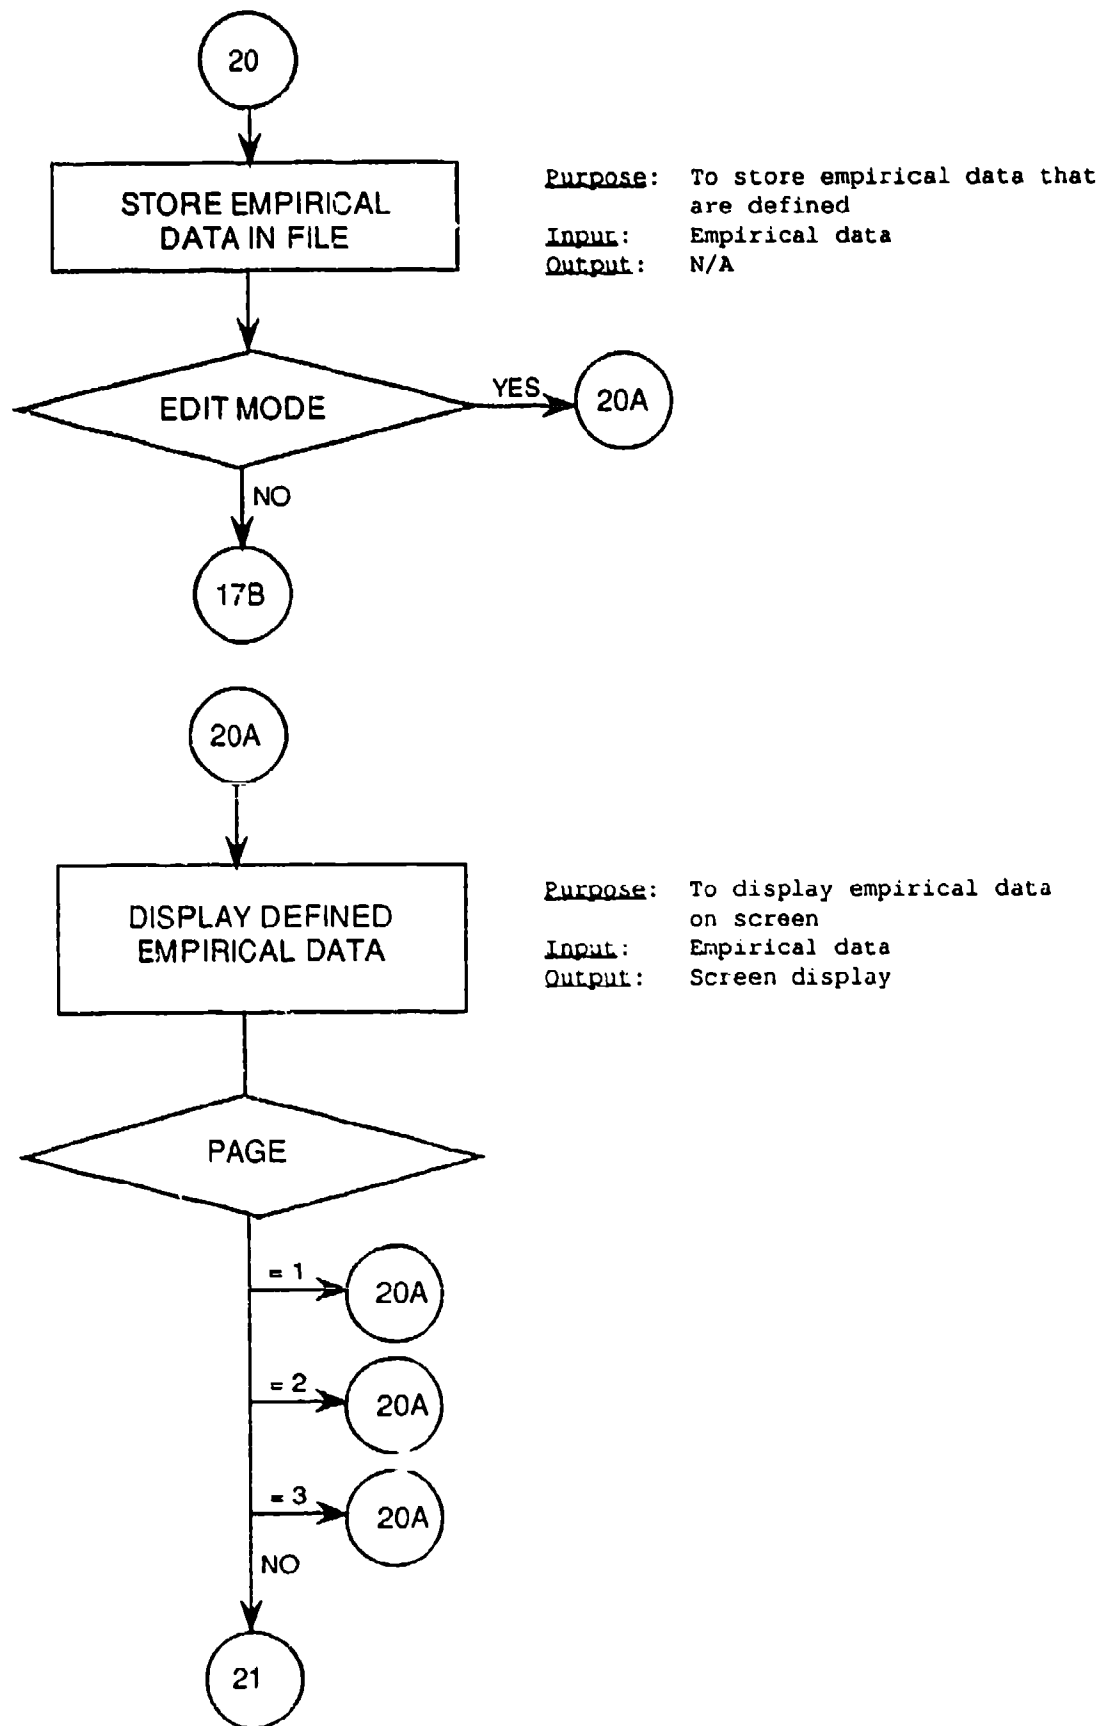 20
STORE EMPIRICAL
DATA IN FILE
Purpose: To store empirical data that
are defined
Input: Empirical data
Output: N/A
EDIT MODE
YES
20A
NO
17B
20A
DISPLAY DEFINED
EMPIRICAL DATA
Purpose: To display empirical data
on screen
Input: Empirical data
Output: Screen display
PAGE
= 1
20A
= 2
20A
= 3
20A
NO
21